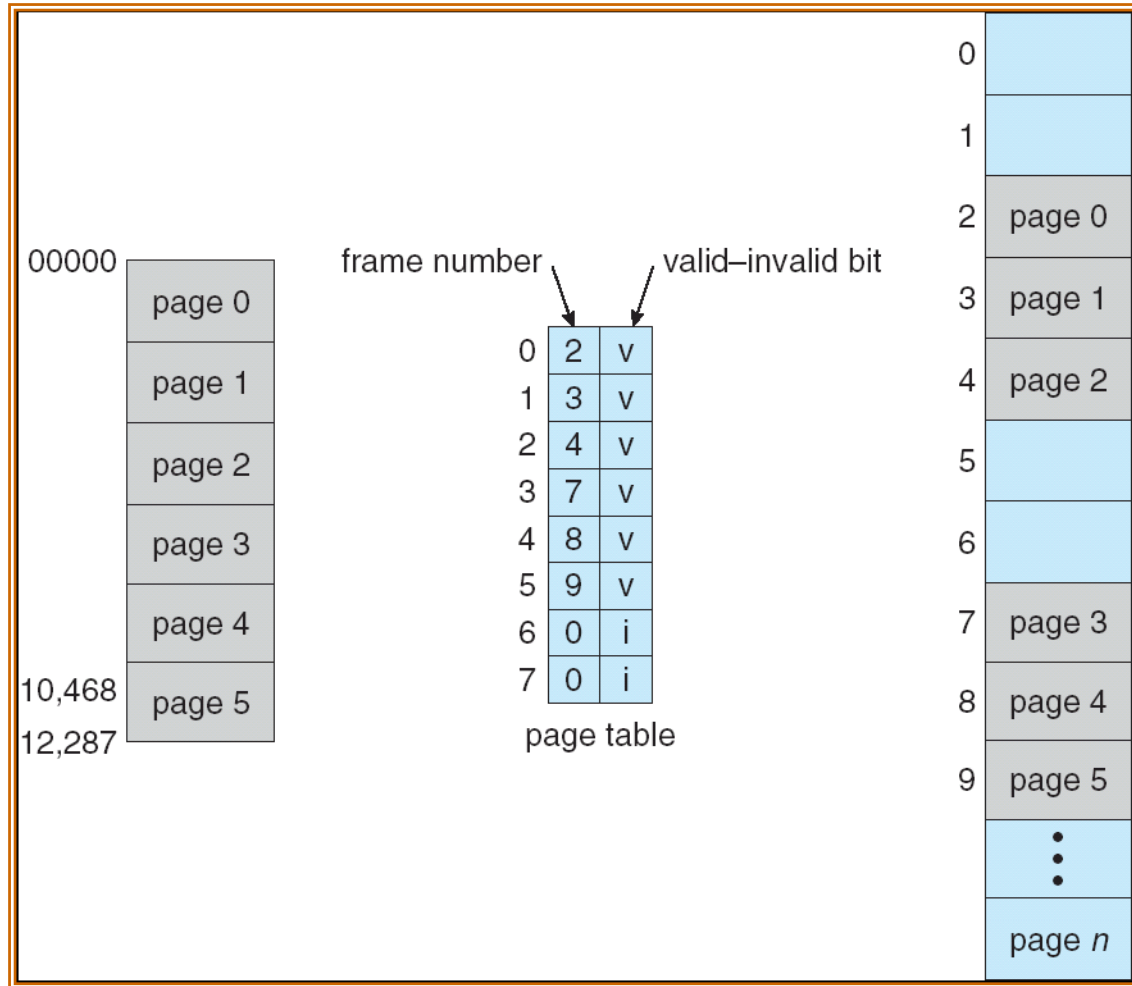 00000
page 0
page 1
page 2
page 3
page 4
10,468
page 5
12,287
frame number
valid–invalid bit
0 2 v
1 3 v
2 4 v
3 7 v
4 8 v
5 9 v
6 0 i
7 0 i
page table
0
1
2 page 0
3 page 1
4 page 2
5
6
7 page 3
8 page 4
9 page 5
page n